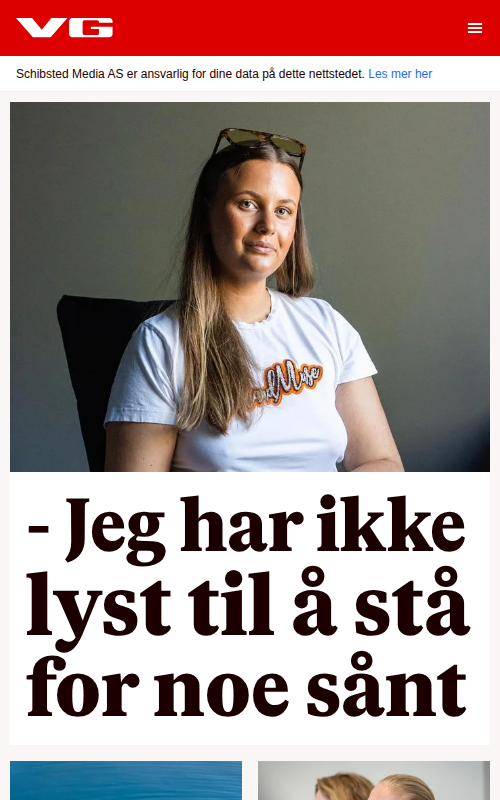 VG
Schibsted Media AS er ansvarlig for dine data på dette nettstedet. Les mer her
- Jeg har ikke
lyst til å stå
for noe sånt